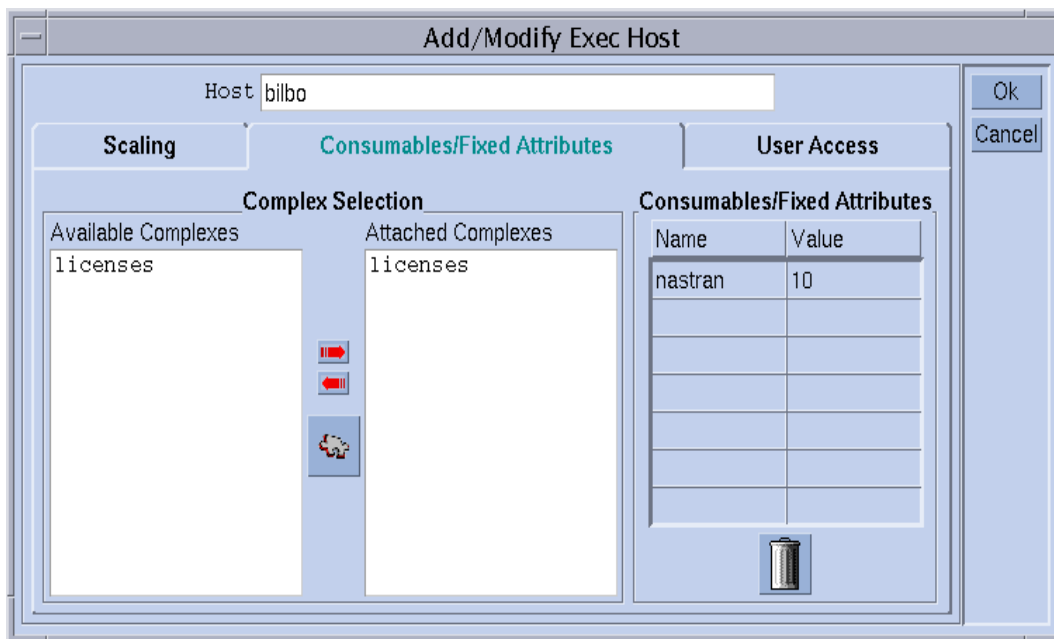 Add/Modify Exec Host
Host bilbo
Ok
Cancel
Scaling Consumables/Fixed Attributes User Access
Complex Selection Consumables/Fixed Attributes
Available Complexes Attached Complexes
Name Value
licenses licenses
nastran 10